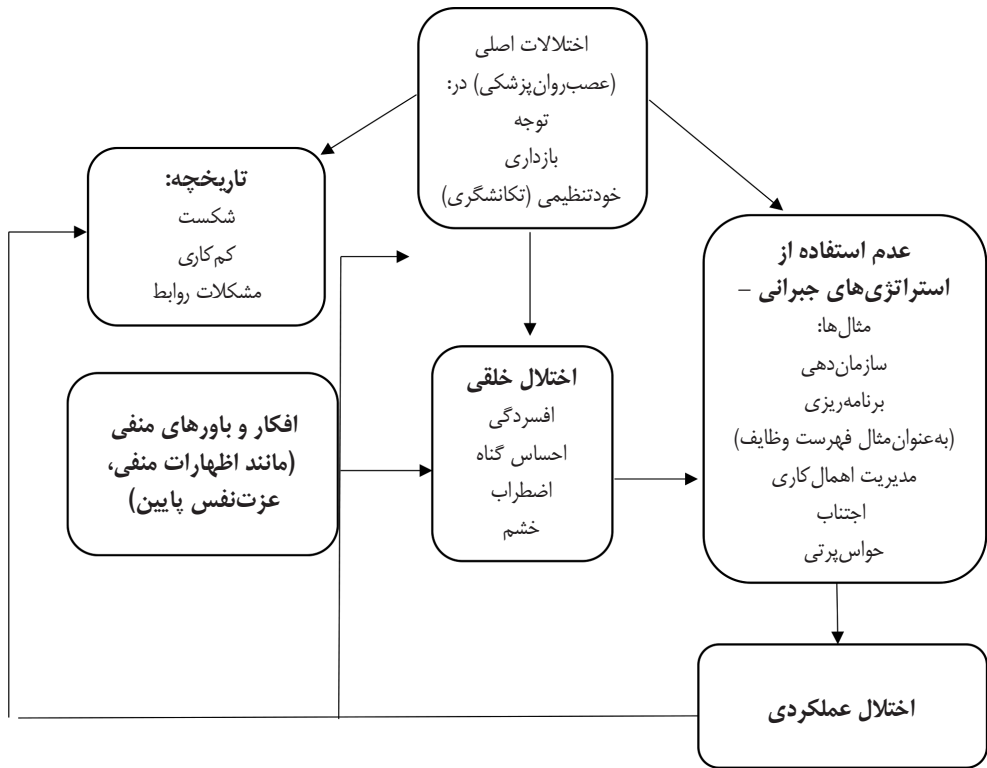 اختلالات اصلی
(عصب‌روان‌پزشکی) در:
توجه
بازداری
خودتنظیمی (تکانشگری)
تاریخچه:
شکست
کم‌کاری
مشکلات روابط
عدم استفاده از
استراتژی‌های جبرانی –
مثال‌ها:
سازمان‌دهی
برنامه‌ریزی
(به‌عنوان‌مثال فهرست وظایف)
مدیریت اهمال‌کاری
اجتناب
حواس‌پرتی
اختلال خلقی
افسردگی
احساس گناه
اضطراب
خشم
افکار و باورهای منفی
(مانند اظهارات منفی،
عزت‌نفس پایین)
اختلال عملکردی